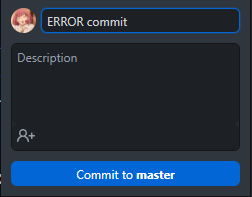 ERROR commit
Description
Commit to master